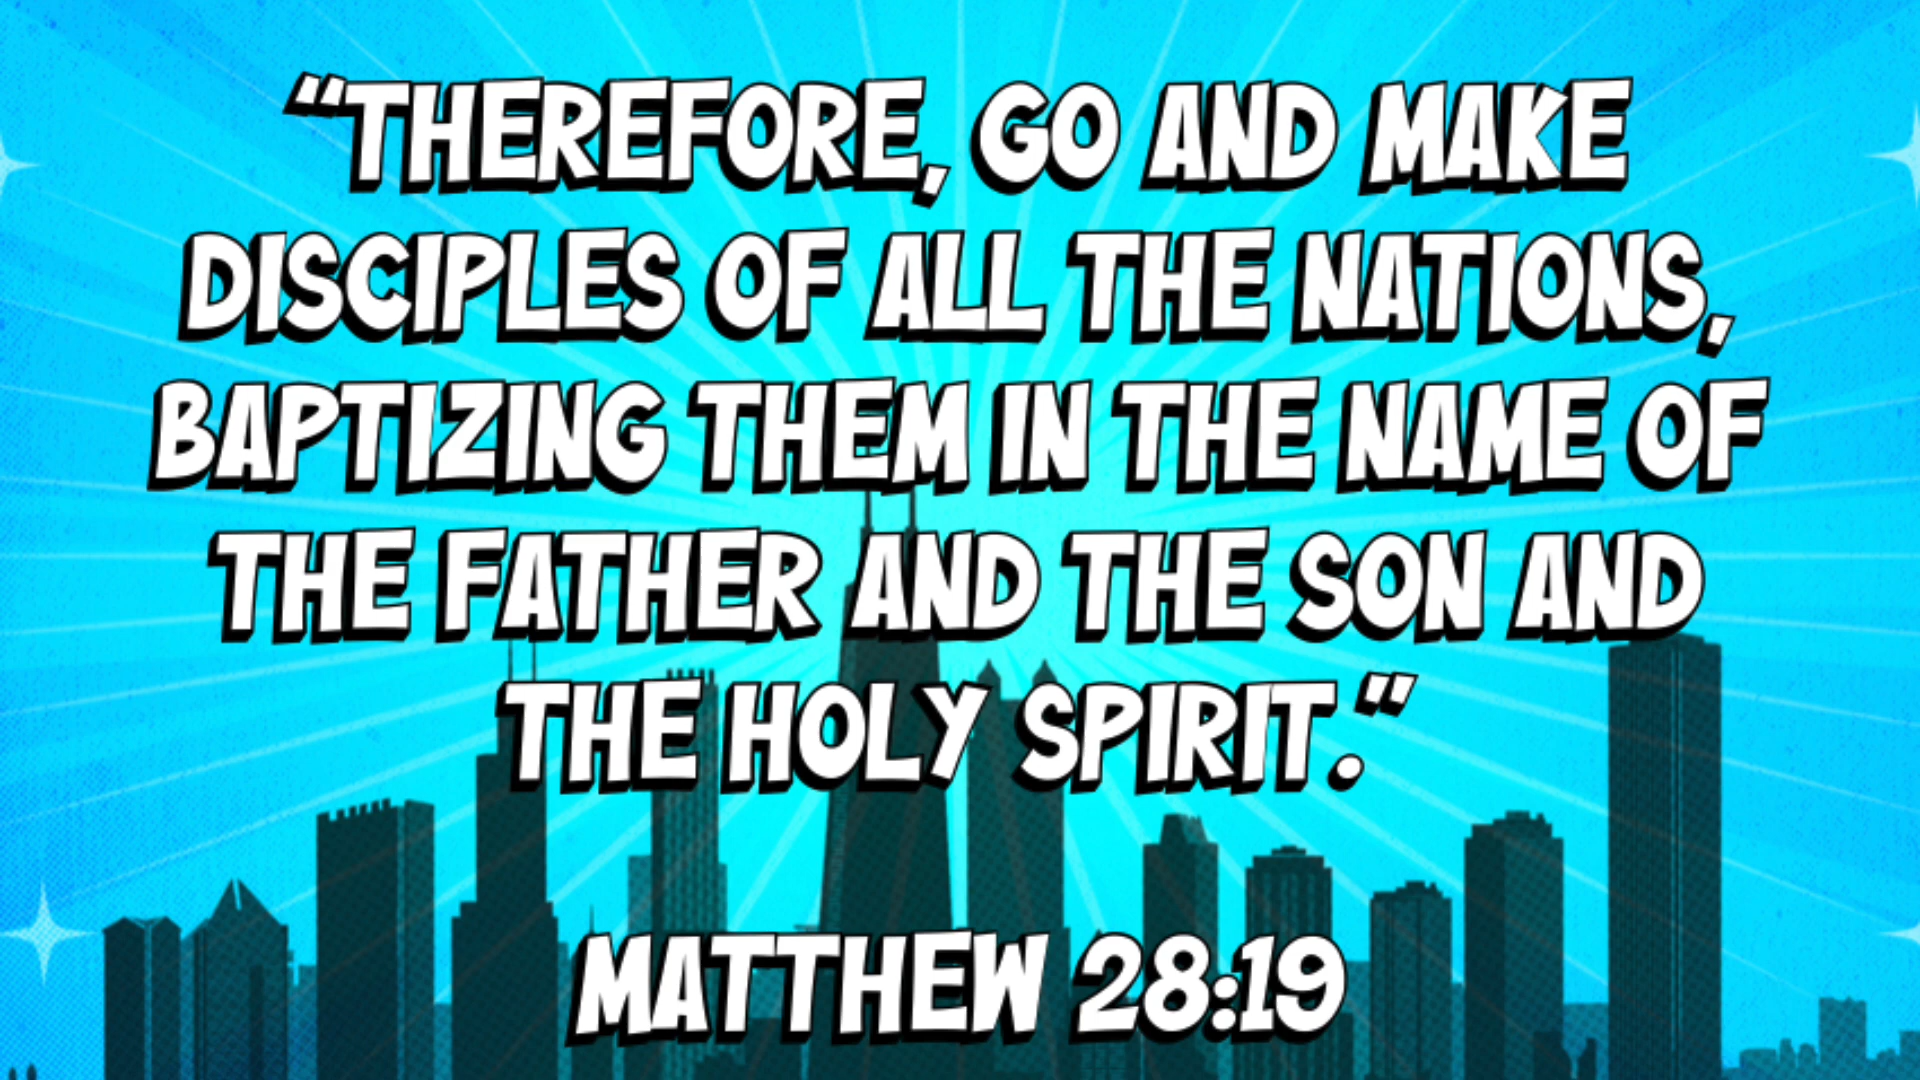 “THEREFORE, GO AND MAKE
DISCIPLES OF ALL THE NATIONS,
BAPTIZING THEM IN THE NAME OF
THE FATHER AND THE SON AND
THE HOLY SPIRIT.”
MATTHEW 28:19